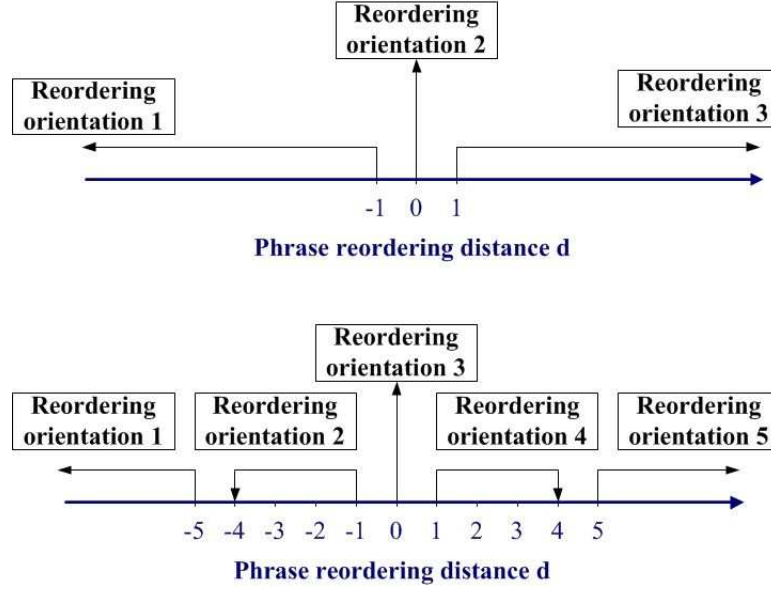 Reordering
orientation 2
Reordering
orientation 1
Reordering
orientation 3
-1 0 1
Phrase reordering distance d
Reordering
orientation 3
Reordering
orientation 1
Reordering
orientation 2
Reordering
orientation 4
Reordering
orientation 5
-5 -4 -3 -2 -1 0 1 2 3 4 5
Phrase reordering distance d